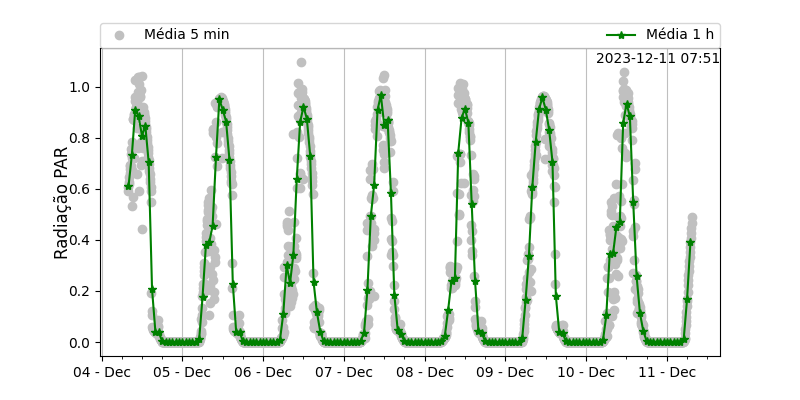 Média 5 min
Média 1 h
2023-12-11 07:51
Radiação PAR
1.0
0.8
0.6
0.4
0.2
0.0
04 - Dec
05 - Dec
06 - Dec
07 - Dec
08 - Dec
09 - Dec
10 - Dec
11 - Dec